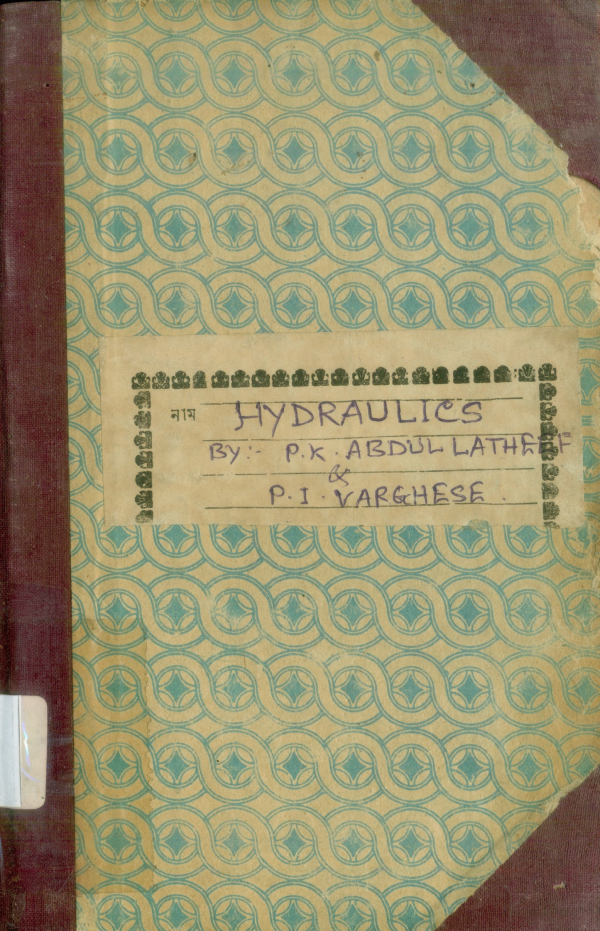 নাম HYDRAULICS
BY:- P.K. ABDUL LATHEEF
&
P.I. VARGHESE.